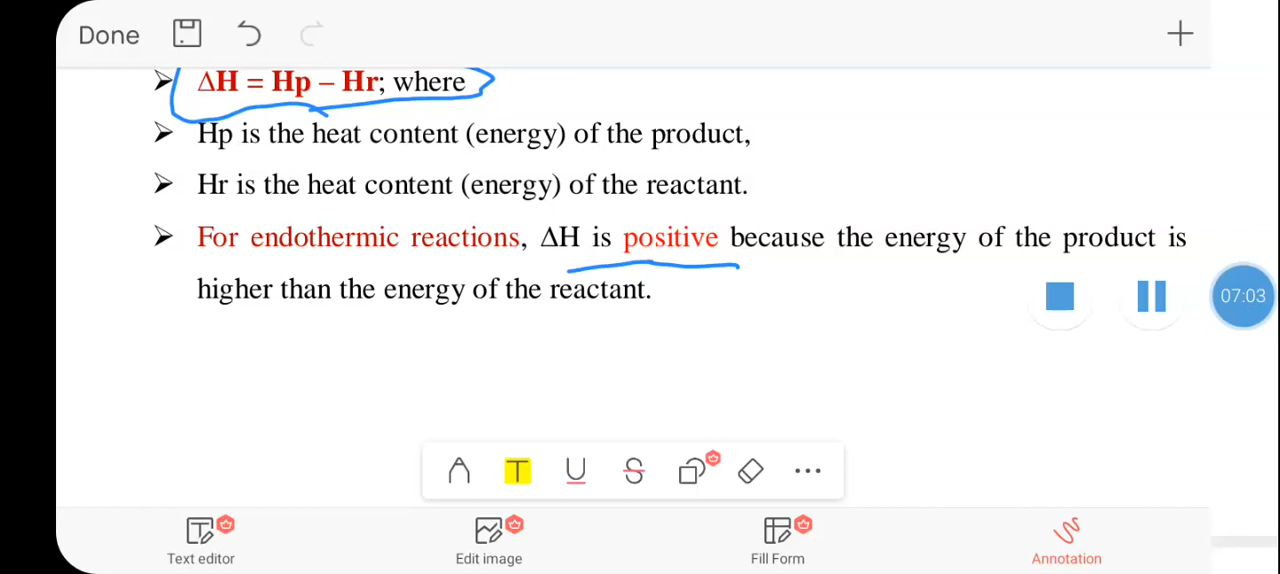 Done
➢ ΔH = Hp – Hr; where
➢ Hp is the heat content (energy) of the product,
➢ Hr is the heat content (energy) of the reactant.
➢ For endothermic reactions, ΔH is positive because the energy of the product is
higher than the energy of the reactant.
07:03
T U S
Text editor Edit image Fill Form Annotation